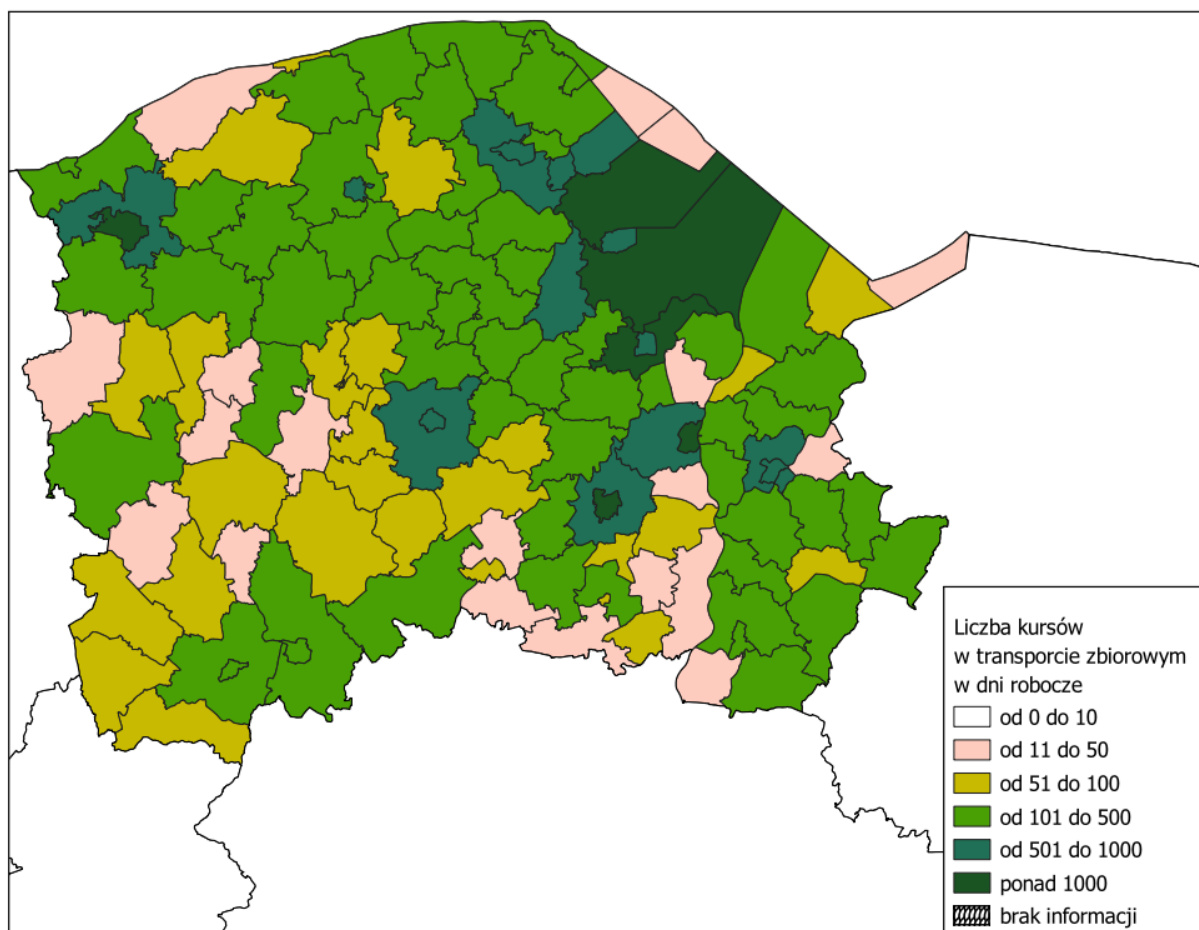 Liczba kursów
w transporcie zbiorowym
w dni robocze
od 0 do 10
od 11 do 50
od 51 do 100
od 101 do 500
od 501 do 1000
ponad 1000
brak informacji